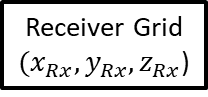 Receiver Grid
(x_{Rx}, y_{Rx}, z_{Rx})